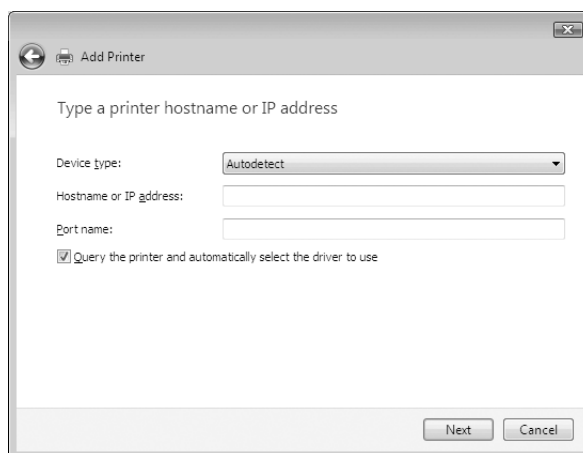 Add Printer
Type a printer hostname or IP address
Device type: Autodetect
Hostname or IP address:
Port name:
Query the printer and automatically select the driver to use
Next Cancel